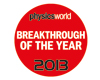 physicsworld
BREAKTHROUGH
OF THE YEAR
2013